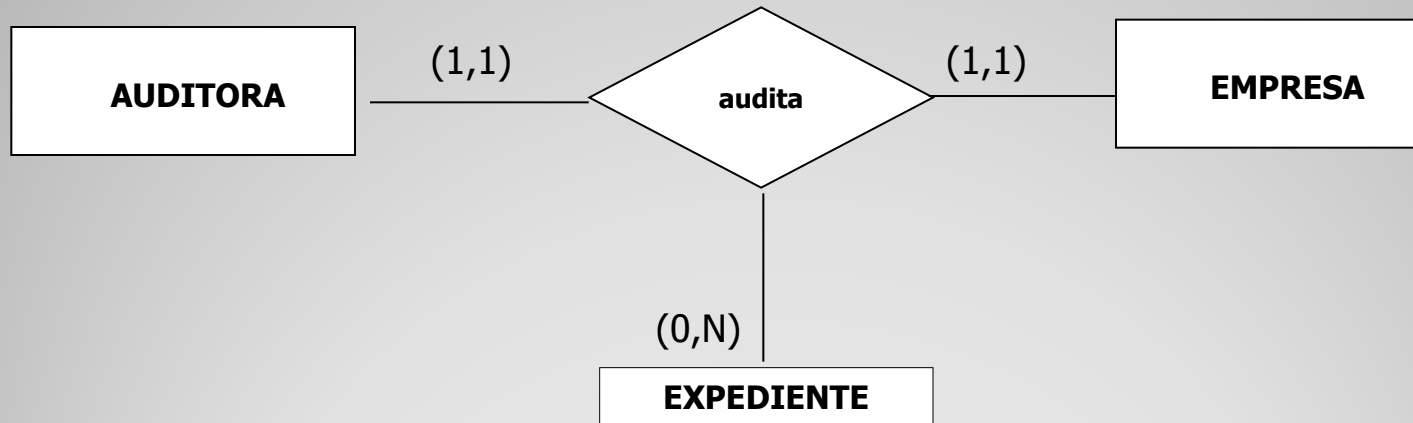 (1,1)
(1,1)
AUDITORA
audita
EMPRESA
(0,N)
EXPEDIENTE